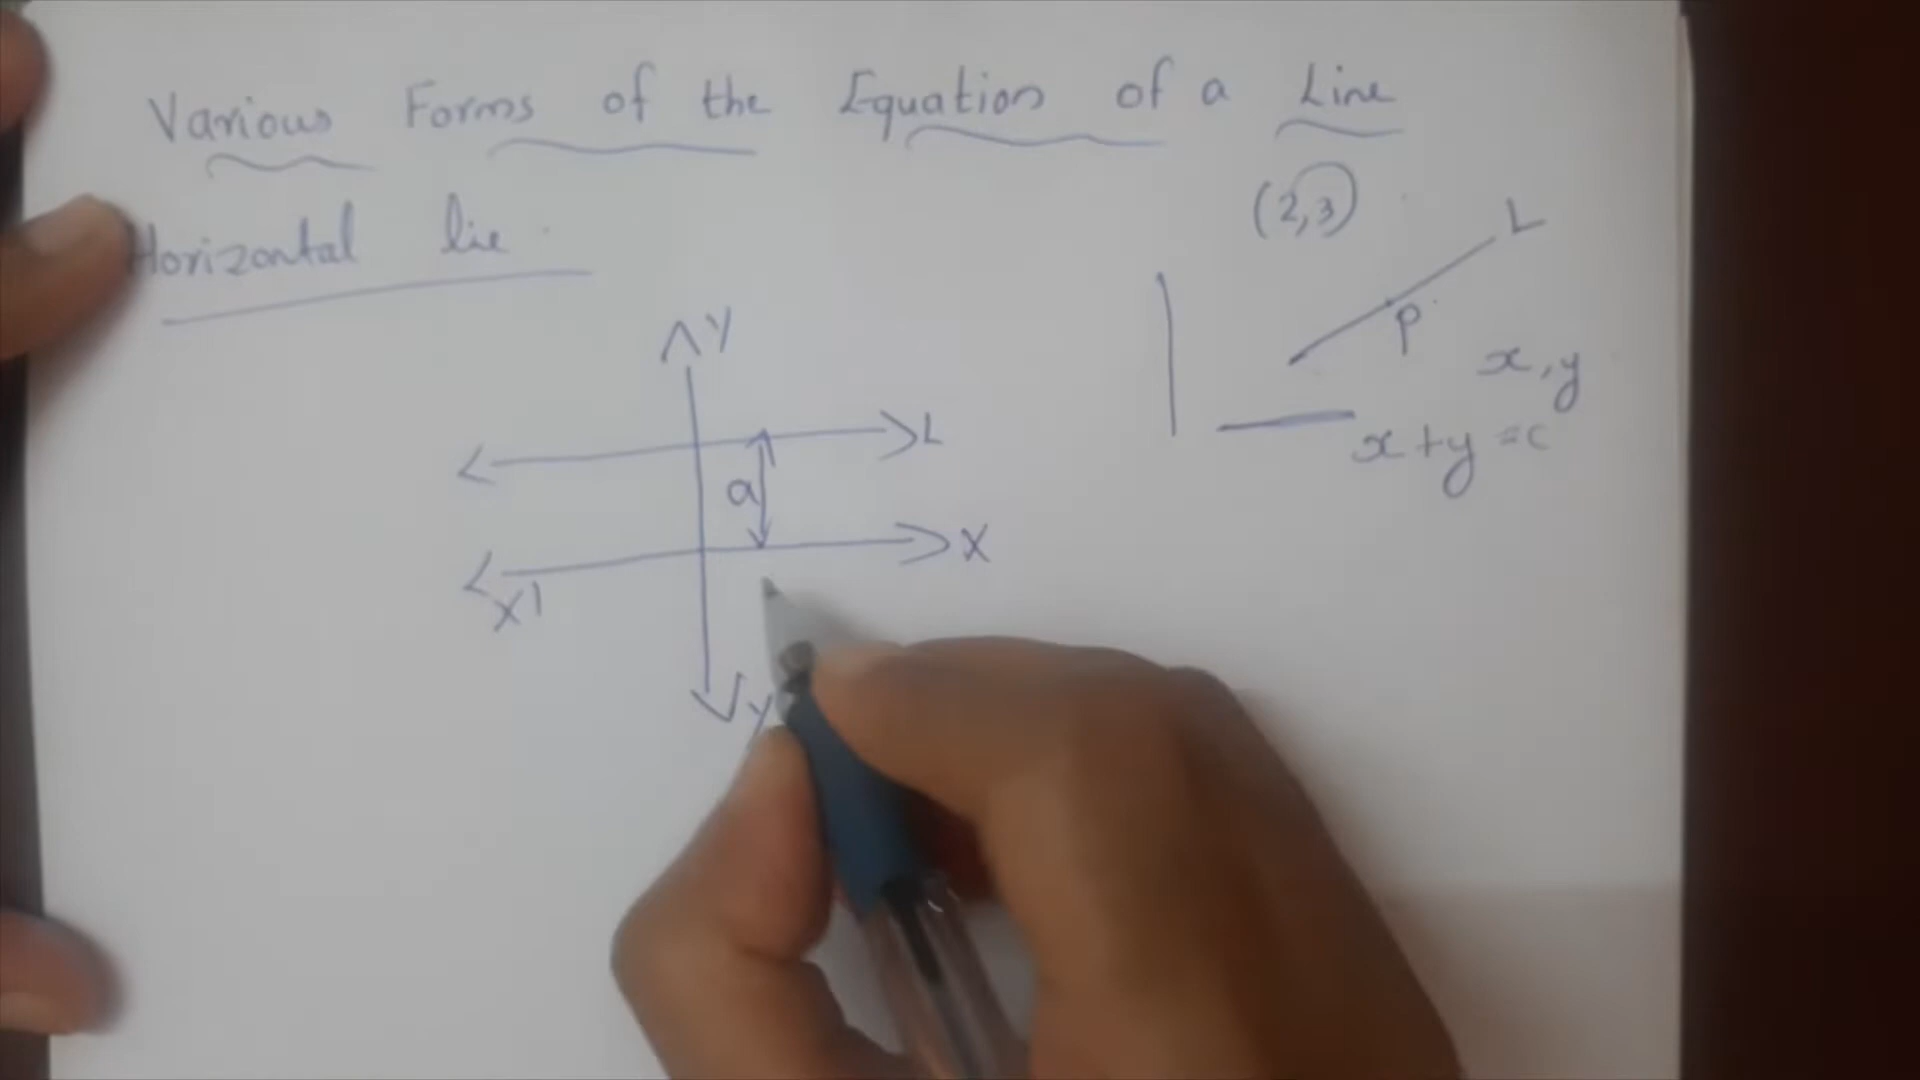 Various Forms of the Equation of a Line
Horizontal lie
(2,3)
L
P
x, y
x + y = c
Y
L
a
X
X'
y